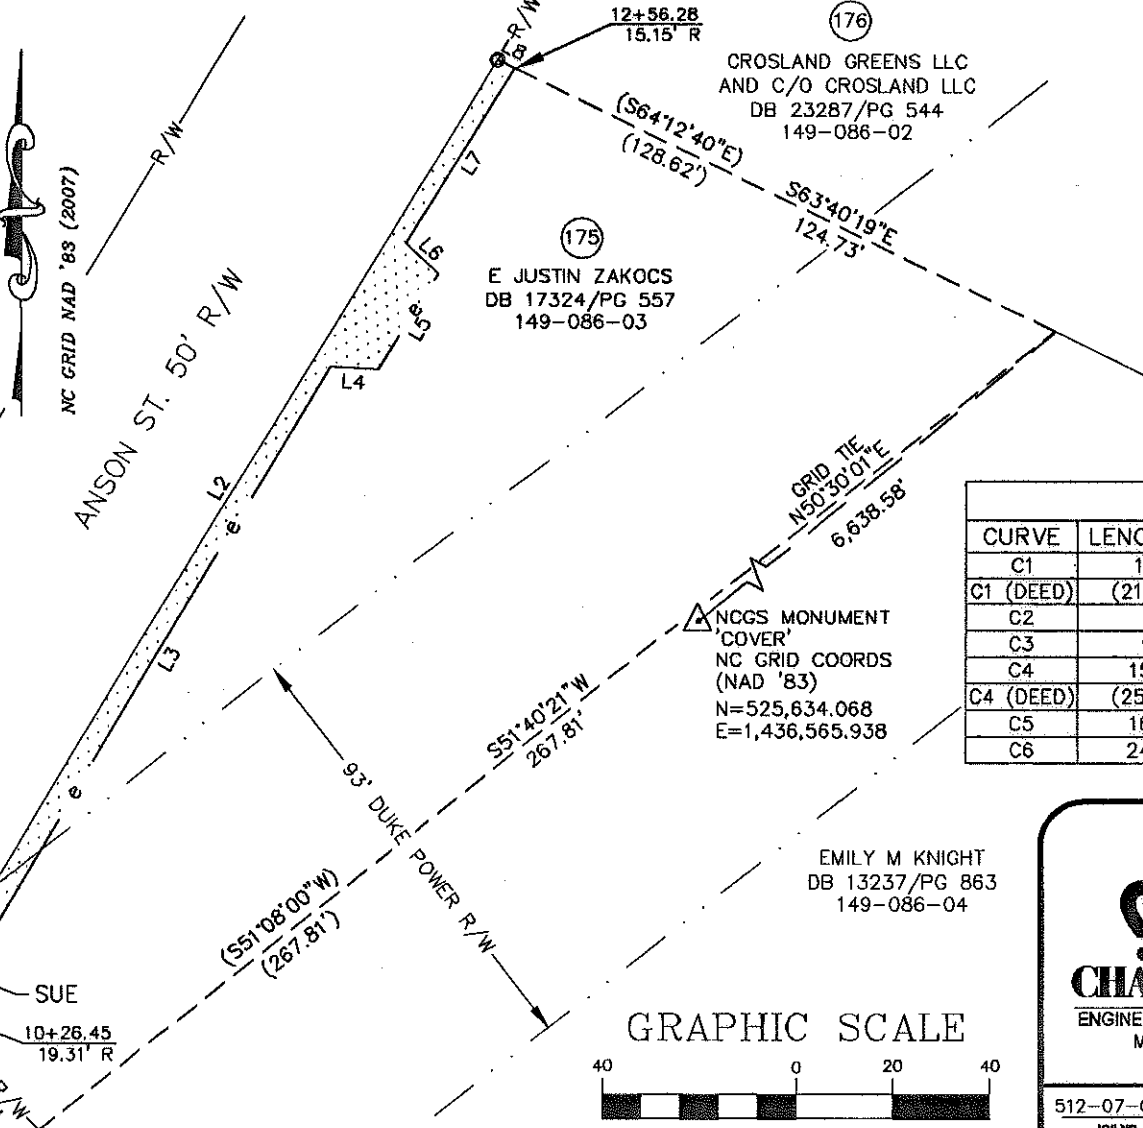 R/W
12+56.28
15.15' R
176
CROSLAND GREENS LLC
AND C/O CROSLAND LLC
DB 23287/PG 544
149-086-02
R/W
(S64°12'40"E)
(128.62')
L7
S63°40'19"E
124.73'
NC GRID NAD '83 (2007)
175
E JUSTIN ZAKOCS
DB 17324/PG 557
149-086-03
L6
e
L5
L4
ANSON ST. 50' R/W
L2
e
GRID TIE
N50°30'01"E
6,638.58'
CURVE
C1
C1 (DEED) (21
C2
C3
C4
C4 (DEED) (25
C5
C6
NCGS MONUMENT
'COVER'
NC GRID COORDS
(NAD '83)
N=525,634.068
E=1,436,565.938
L3
S51°40'21"W
267.81'
e
93' DUKE POWER R/W
EMILY M KNIGHT
DB 13237/PG 863
149-086-04
(S51°08'00"W)
(267.81')
SUE
10+26.45
19.31' R
R/W
GRAPHIC SCALE
40 0 40
CHA
ENGINE
512-07-